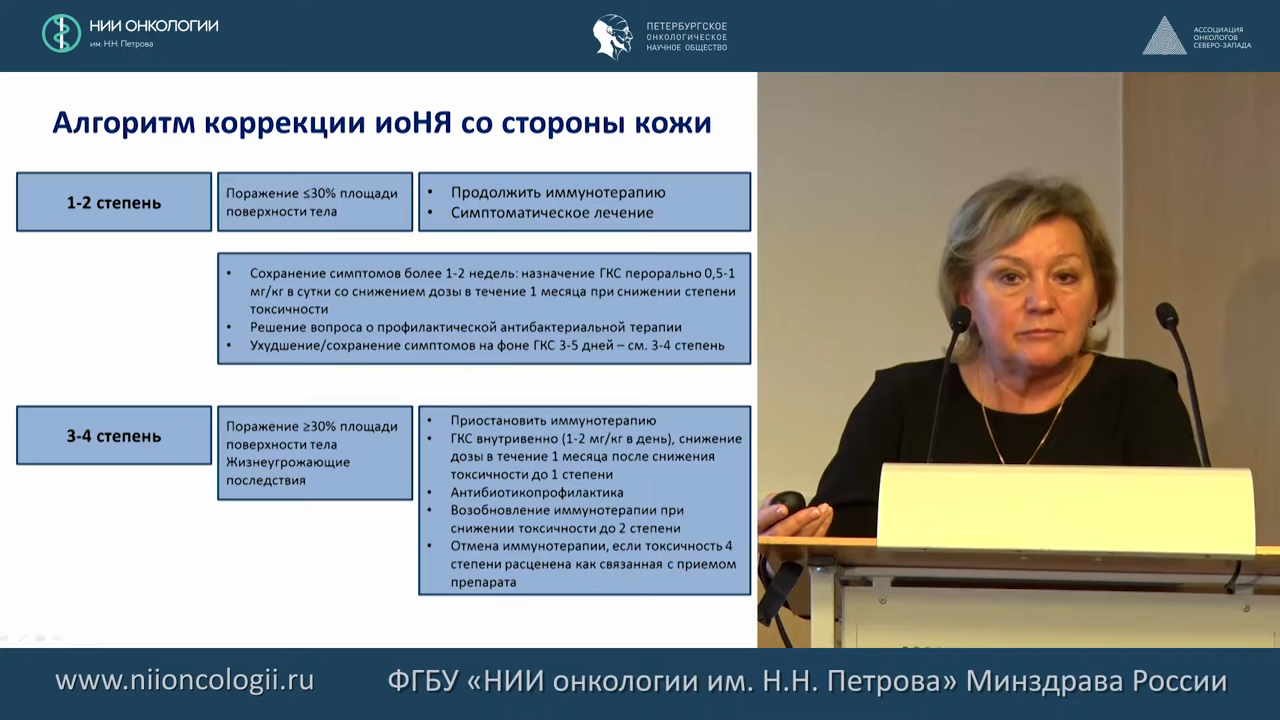 НИИ ОНКОЛОГИИ
им. Н.Н. Петрова
ПЕТЕРБУРГСКОЕ
ОНКОЛОГИЧЕСКОЕ
НАУЧНОЕ ОБЩЕСТВО
АССОЦИАЦИЯ
ОНКОЛОГОВ
СЕВЕРО-ЗАПАДА
Алгоритм коррекции иоНЯ со стороны кожи
1-2 степень
Поражение ≤30% площади
поверхности тела
• Продолжить иммунотерапию
• Симптоматическое лечение
• Сохранение симптомов более 1-2 недель: назначение ГКС перорально 0,5-1
мг/кг в сутки со снижением дозы в течение 1 месяца при снижении степени
токсичности
• Решение вопроса о профилактической антибактериальной терапии
• Ухудшение/сохранение симптомов на фоне ГКС 3-5 дней – см. 3-4 степень
3-4 степень
Поражение ≥30% площади
поверхности тела
Жизнеугрожающие
последствия
• Приостановить иммунотерапию
• ГКС внутривенно (1-2 мг/кг в день), снижение
дозы в течение 1 месяца после снижения
токсичности до 1 степени
• Антибиотикопрофилактика
• Возобновление иммунотерапии при
снижении токсичности до 2 степени
• Отмена иммунотерапии, если токсичность 4
степени расценена как связанная с приемом
препарата
www.niioncologii.ru
ФГБУ «НИИ онкологии им. Н.Н. Петрова» Минздрава России